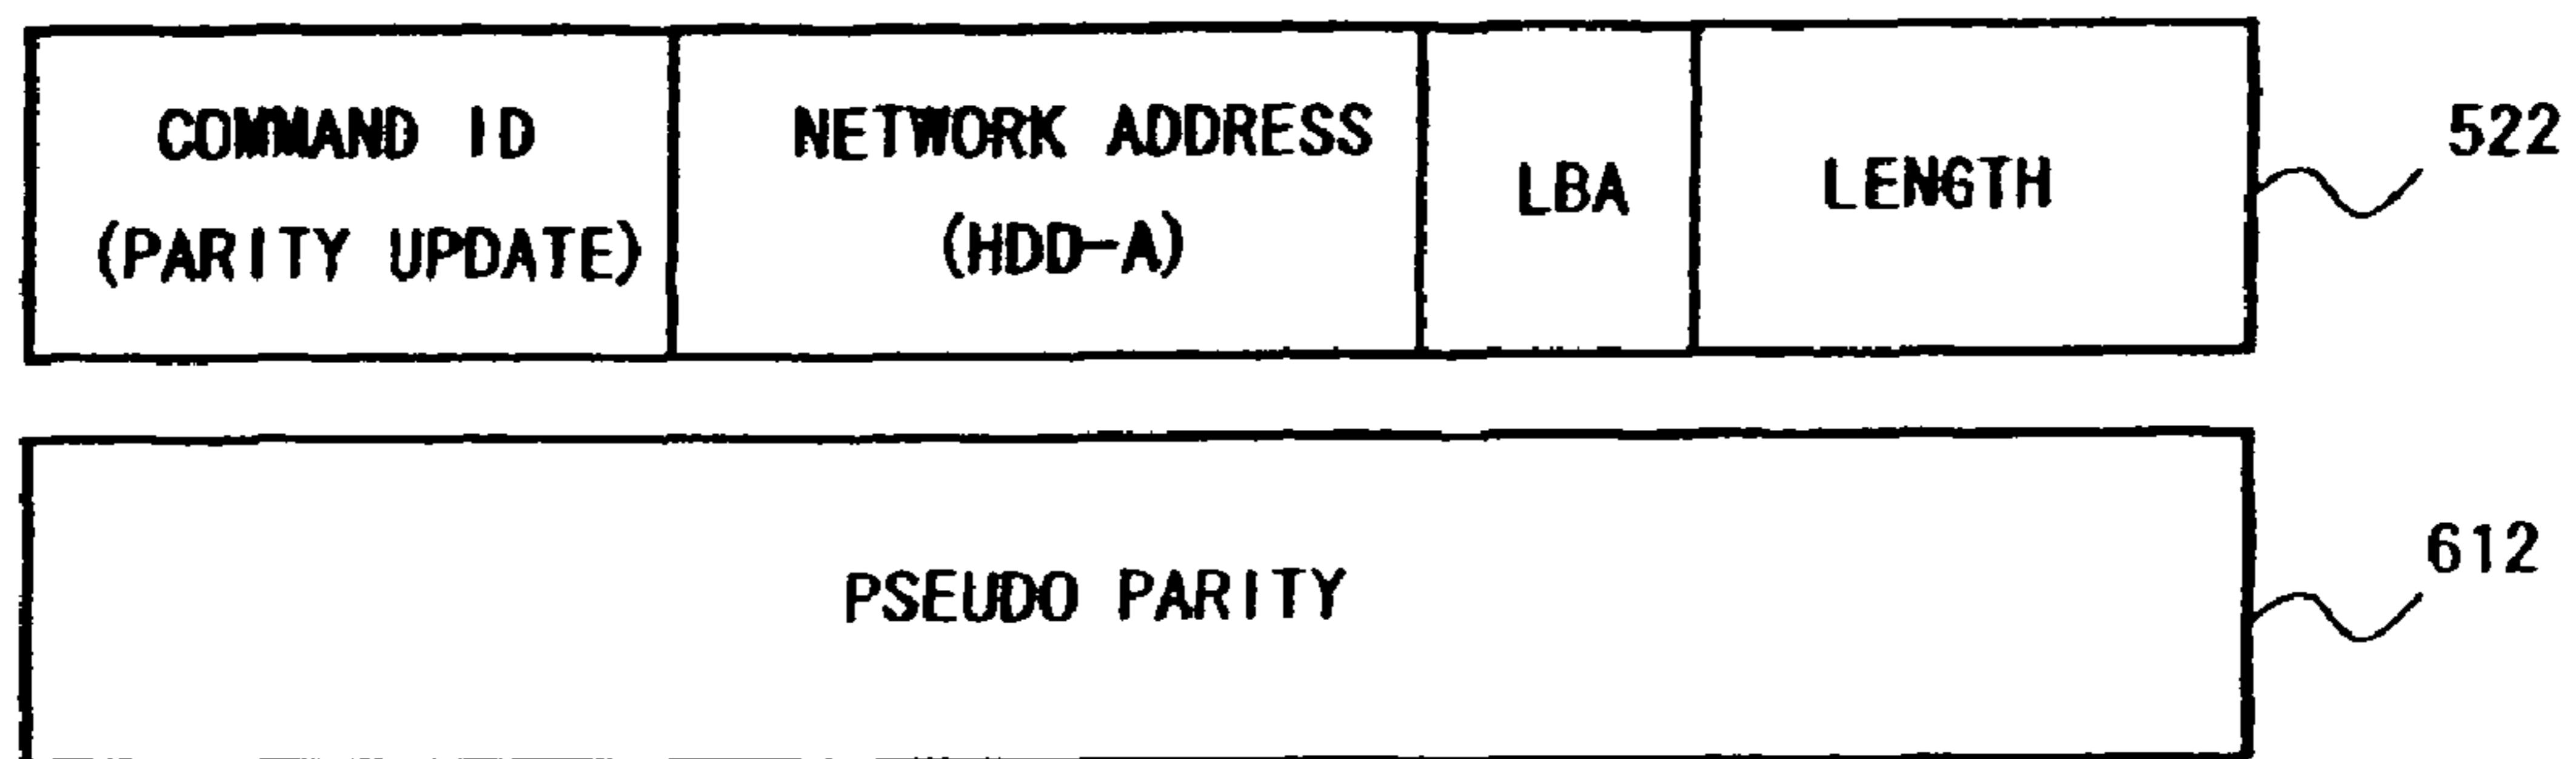 COMMAND ID
(PARITY UPDATE)
NETWORK ADDRESS
(HDD-A)
LBA
LENGTH
522
PSEUDO PARITY
612